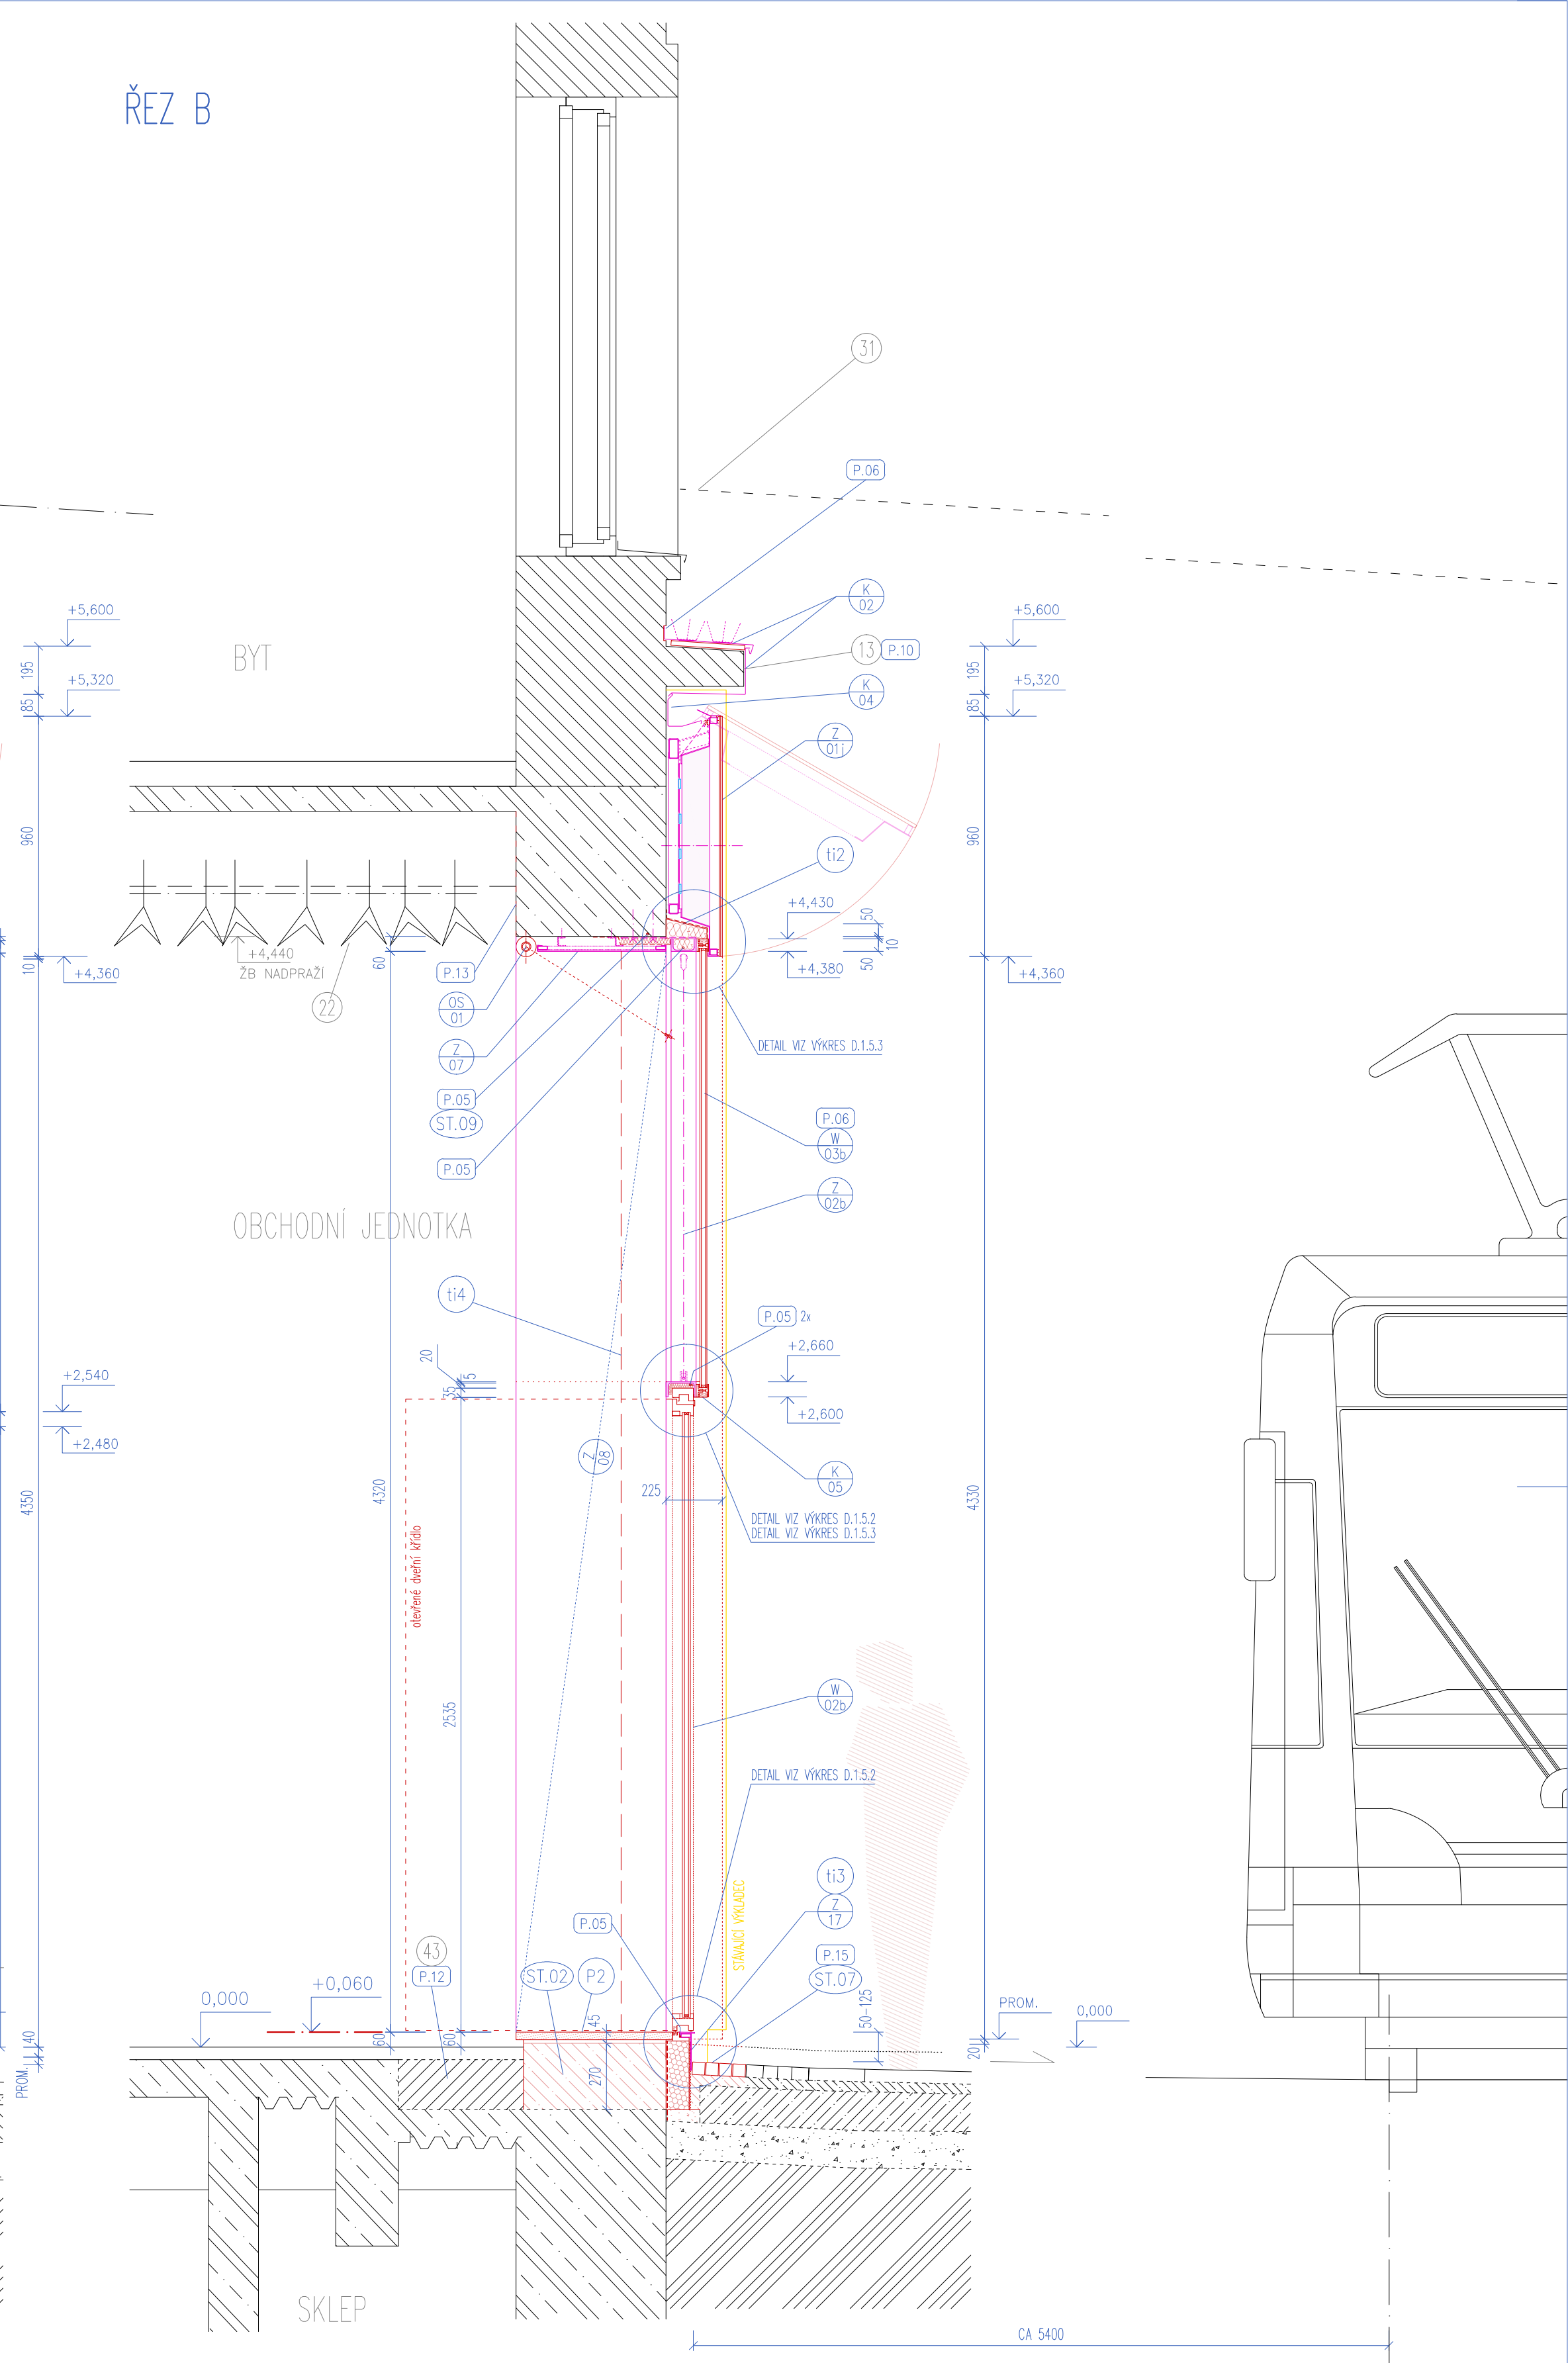 ŘEZ B
31
P.06
K
02
+5,600
+5,600
BYT
13
P.10
195
195
+5,320
+5,320
K
04
85
85
Z
01j
960
960
ti2
+4,430
50
+4,440
ŽB NADPRAŽÍ
10
60
+4,360
10
P.13
+4,380
50
+4,360
22
OS
01
DETAIL VIZ VÝKRES D.1.5.3
Z
07
P.05
ST.09
P.06
W
03b
P.05
Z
02b
OBCHODNÍ JEDNOTKA
ti4
P.05 2x
20
+2,660
+2,540
5
35
+2,600
+2,480
Z
08
K
05
4350
4320
225
4330
DETAIL VIZ VÝKRES D.1.5.2
DETAIL VIZ VÝKRES D.1.5.3
otevřené dveřní křídlo
2535
W
02b
DETAIL VIZ VÝKRES D.1.5.2
ti3
Z
17
STÁVAJÍCÍ VÝKLADEC
P.05
43
P.12
ST.02
P2
P.15
ST.07
0,000
+0,060
50-125
PROM.
0,000
45
40
60
60
20
270
PROM.
SKLEP
CA 5400